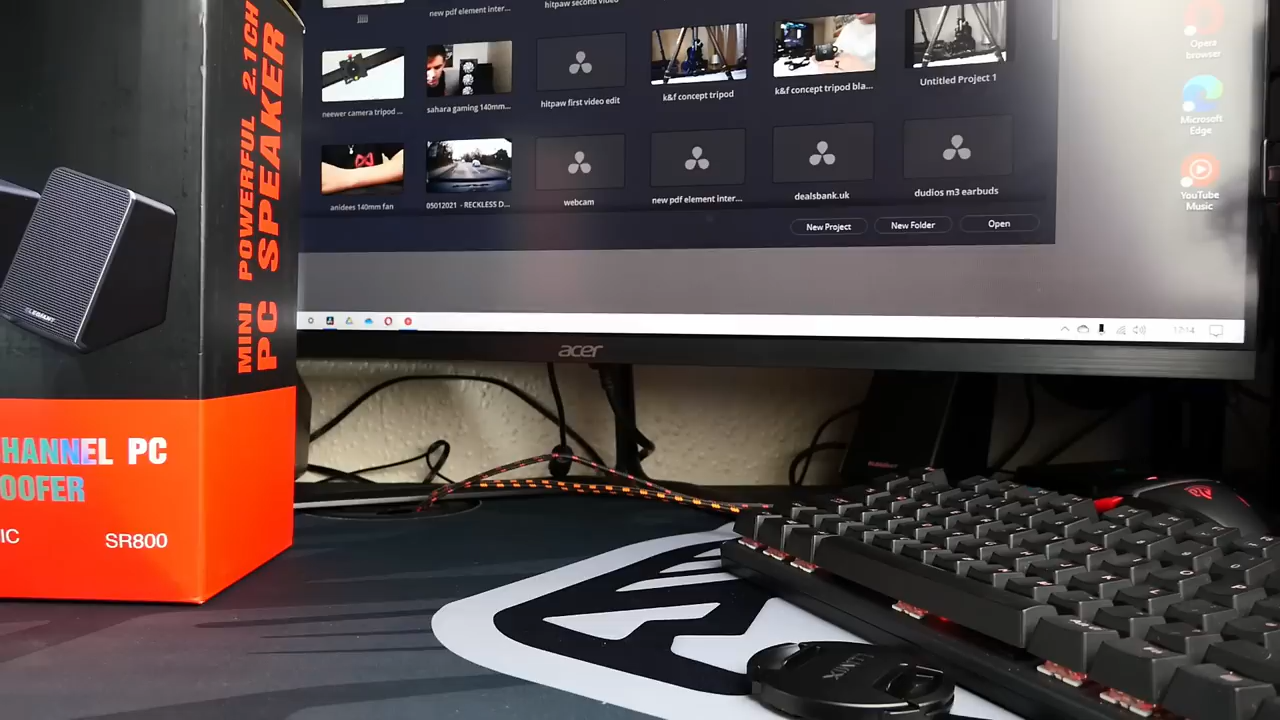 MINI POWERFUL 2.1CH
PC SPEAKER
ELEGIANT
HANNEL PC
OOFER
IC
SR800
new pdf element inter...
hitpaw second video
neewer camera tripod ...
sahara gaming 140mm...
hitpaw first video edit
k&f concept tripod
k&f concept tripod bla...
Untitled Project 1
anidees 140mm fan
05012021 - RECKLESS D...
webcam
new pdf element inter...
dealsbank.uk
dudios m3 earbuds
New Project
New Folder
Open
Opera
browser
Microsoft
Edge
YouTube
Music
17:14
acer